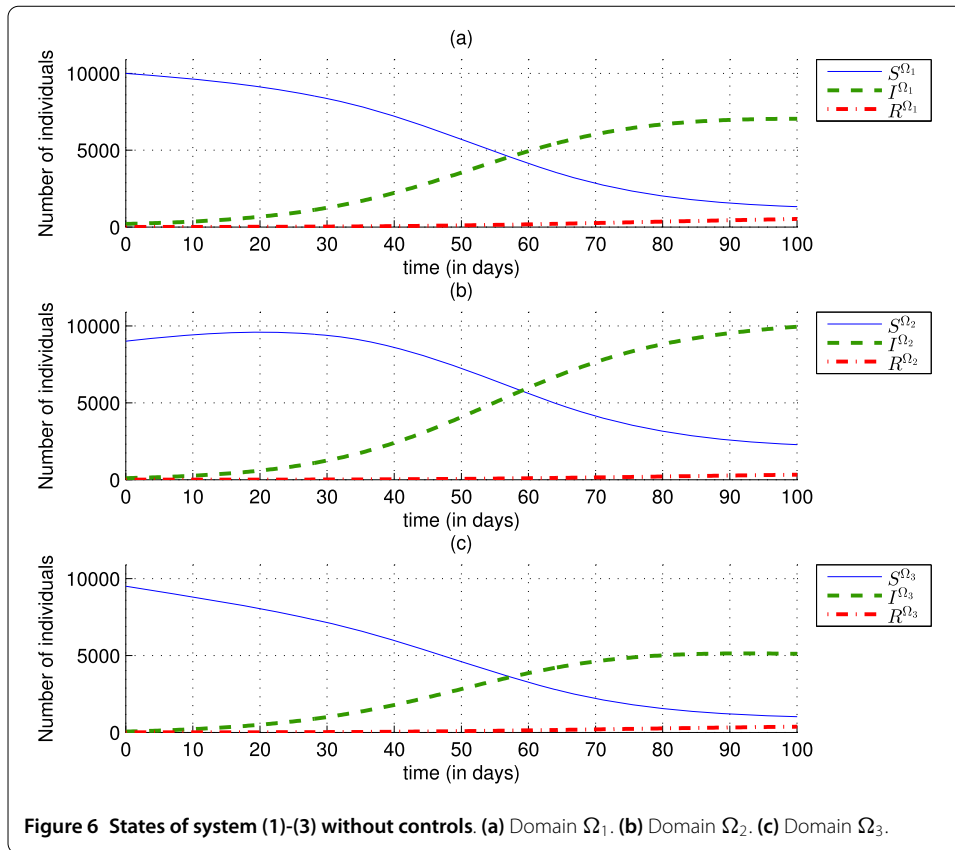 (a)
Number of individuals
10000
5000
0
0 10 20 30 40 50 60 70 80 90 100
time (in days)
S^Ω₁
I^Ω₁
R^Ω₁
(b)
Number of individuals
10000
5000
0
0 10 20 30 40 50 60 70 80 90 100
time (in days)
S^Ω₂
I^Ω₂
R^Ω₂
(c)
Number of individuals
10000
5000
0
0 10 20 30 40 50 60 70 80 90 100
time (in days)
S^Ω₃
I^Ω₃
R^Ω₃
Figure 6 States of system (1)-(3) without controls. (a) Domain Ω₁. (b) Domain Ω₂. (c) Domain Ω₃.